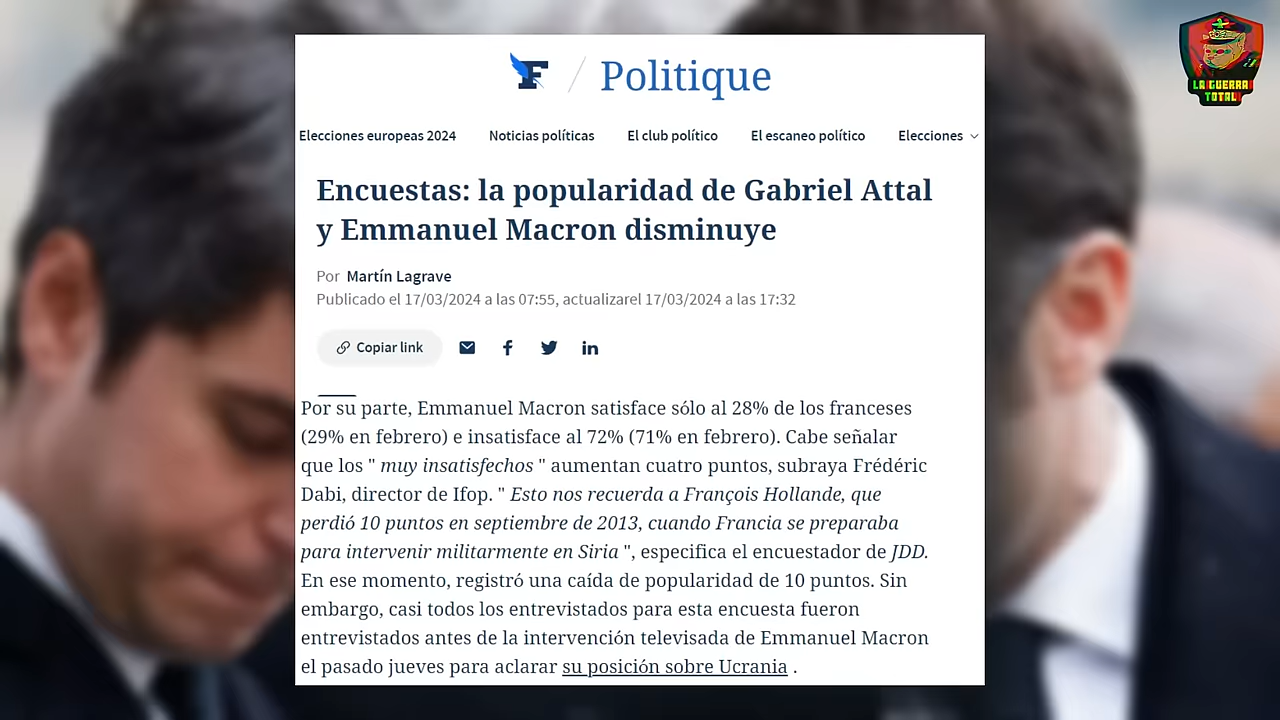 LA GUERRA
TOTAL
F / Politique
Elecciones europeas 2024 Noticias políticas El club político El escaneo político Elecciones
Encuestas: la popularidad de Gabriel Attal
y Emmanuel Macron disminuye
Por Martín Lagrave
Publicado el 17/03/2024 a las 07:55, actualizarel 17/03/2024 a las 17:32
Copiar link
Por su parte, Emmanuel Macron satisface sólo al 28% de los franceses
(29% en febrero) e insatisface al 72% (71% en febrero). Cabe señalar
que los " muy insatisfechos " aumentan cuatro puntos, subraya Frédéric
Dabi, director de Ifop. " Esto nos recuerda a François Hollande, que
perdió 10 puntos en septiembre de 2013, cuando Francia se preparaba
para intervenir militarmente en Siria ", especifica el encuestador de JDD.
En ese momento, registró una caída de popularidad de 10 puntos. Sin
embargo, casi todos los entrevistados para esta encuesta fueron
entrevistados antes de la intervención televisada de Emmanuel Macron
el pasado jueves para aclarar su posición sobre Ucrania .